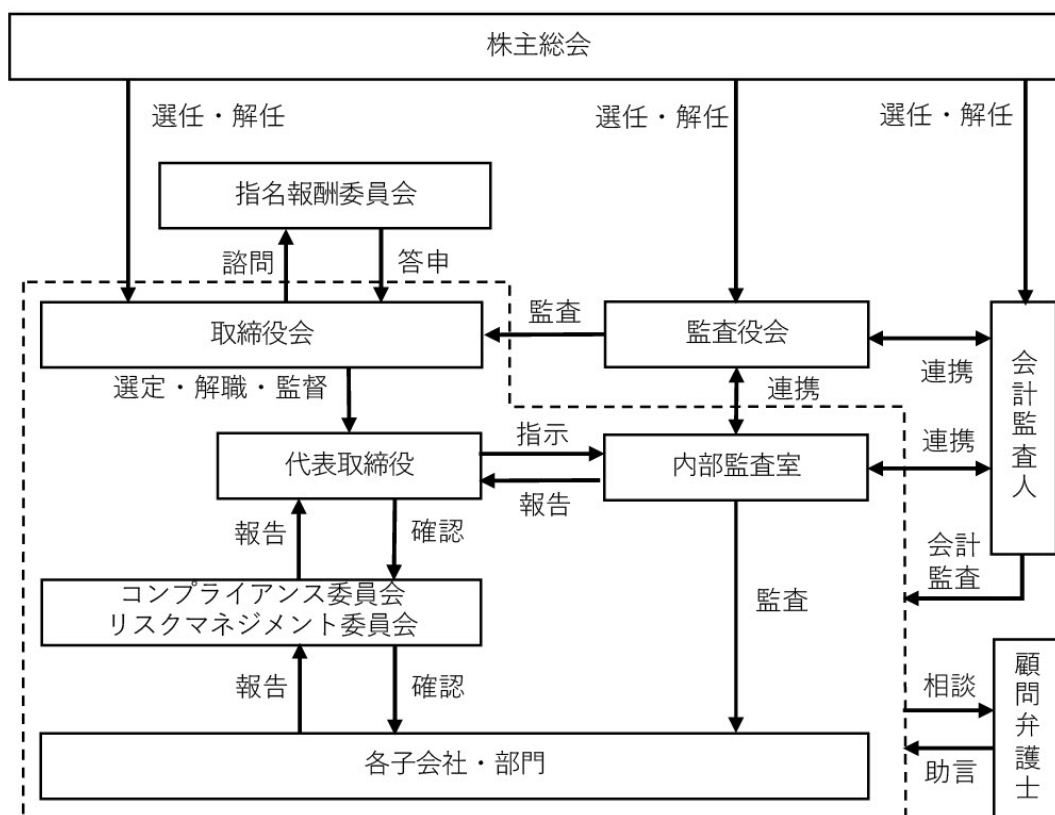 株主総会
選任・解任
選任・解任
選任・解任
指名報酬委員会
諮問
答申
取締役会
監査
監査役会
連携
会計監査人
選定・解職・監督
連携
代表取締役
指示
報告
内部監査室
連携
報告
確認
会計
監査
コンプライアンス委員会
リスクマネジメント委員会
監査
報告
確認
相談
助言
顧問弁護士
各子会社・部門